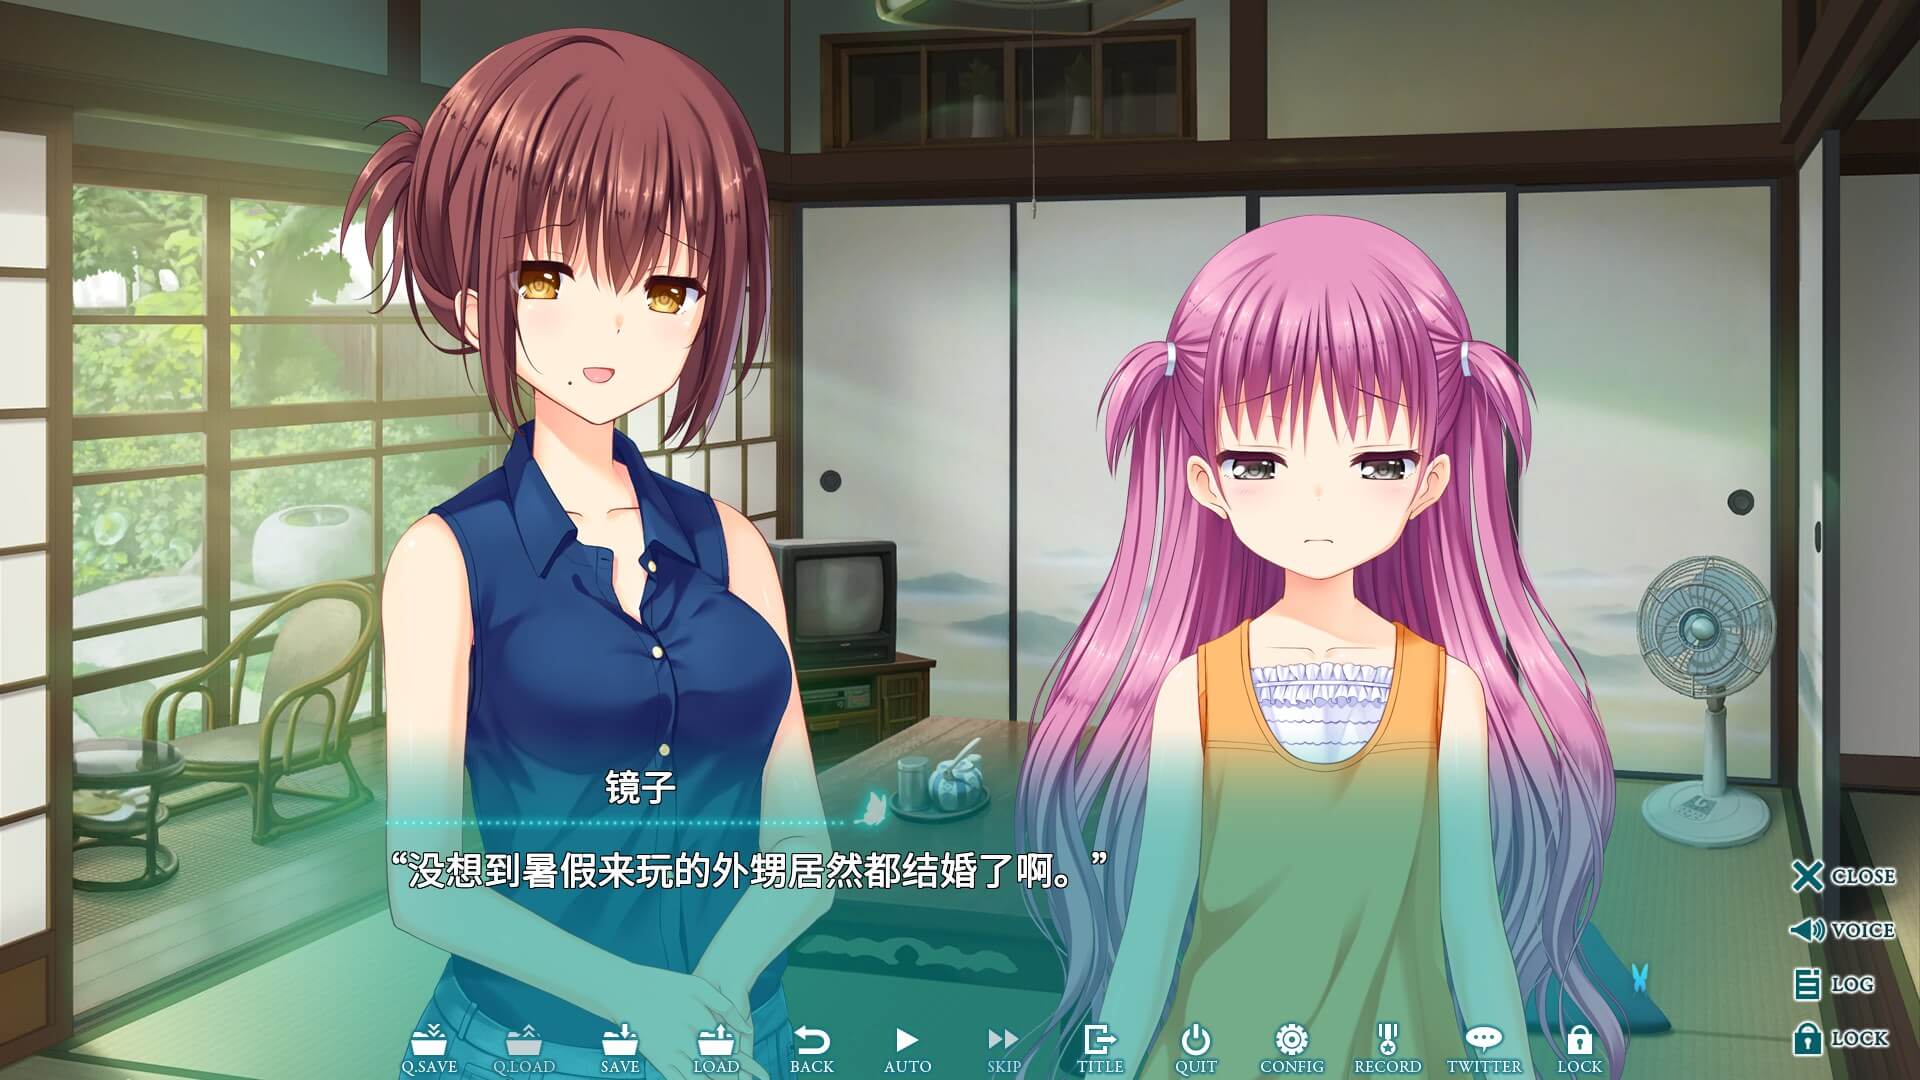 镜子
“没想到暑假来玩的外甥居然都结婚了啊。”
CLOSE
VOICE
LOG
LOCK
Q.SAVE
Q.LOAD
SAVE
LOAD
BACK
AUTO
SKIP
TITLE
QUIT
CONFIG
RECORD
TWITTER
LOCK